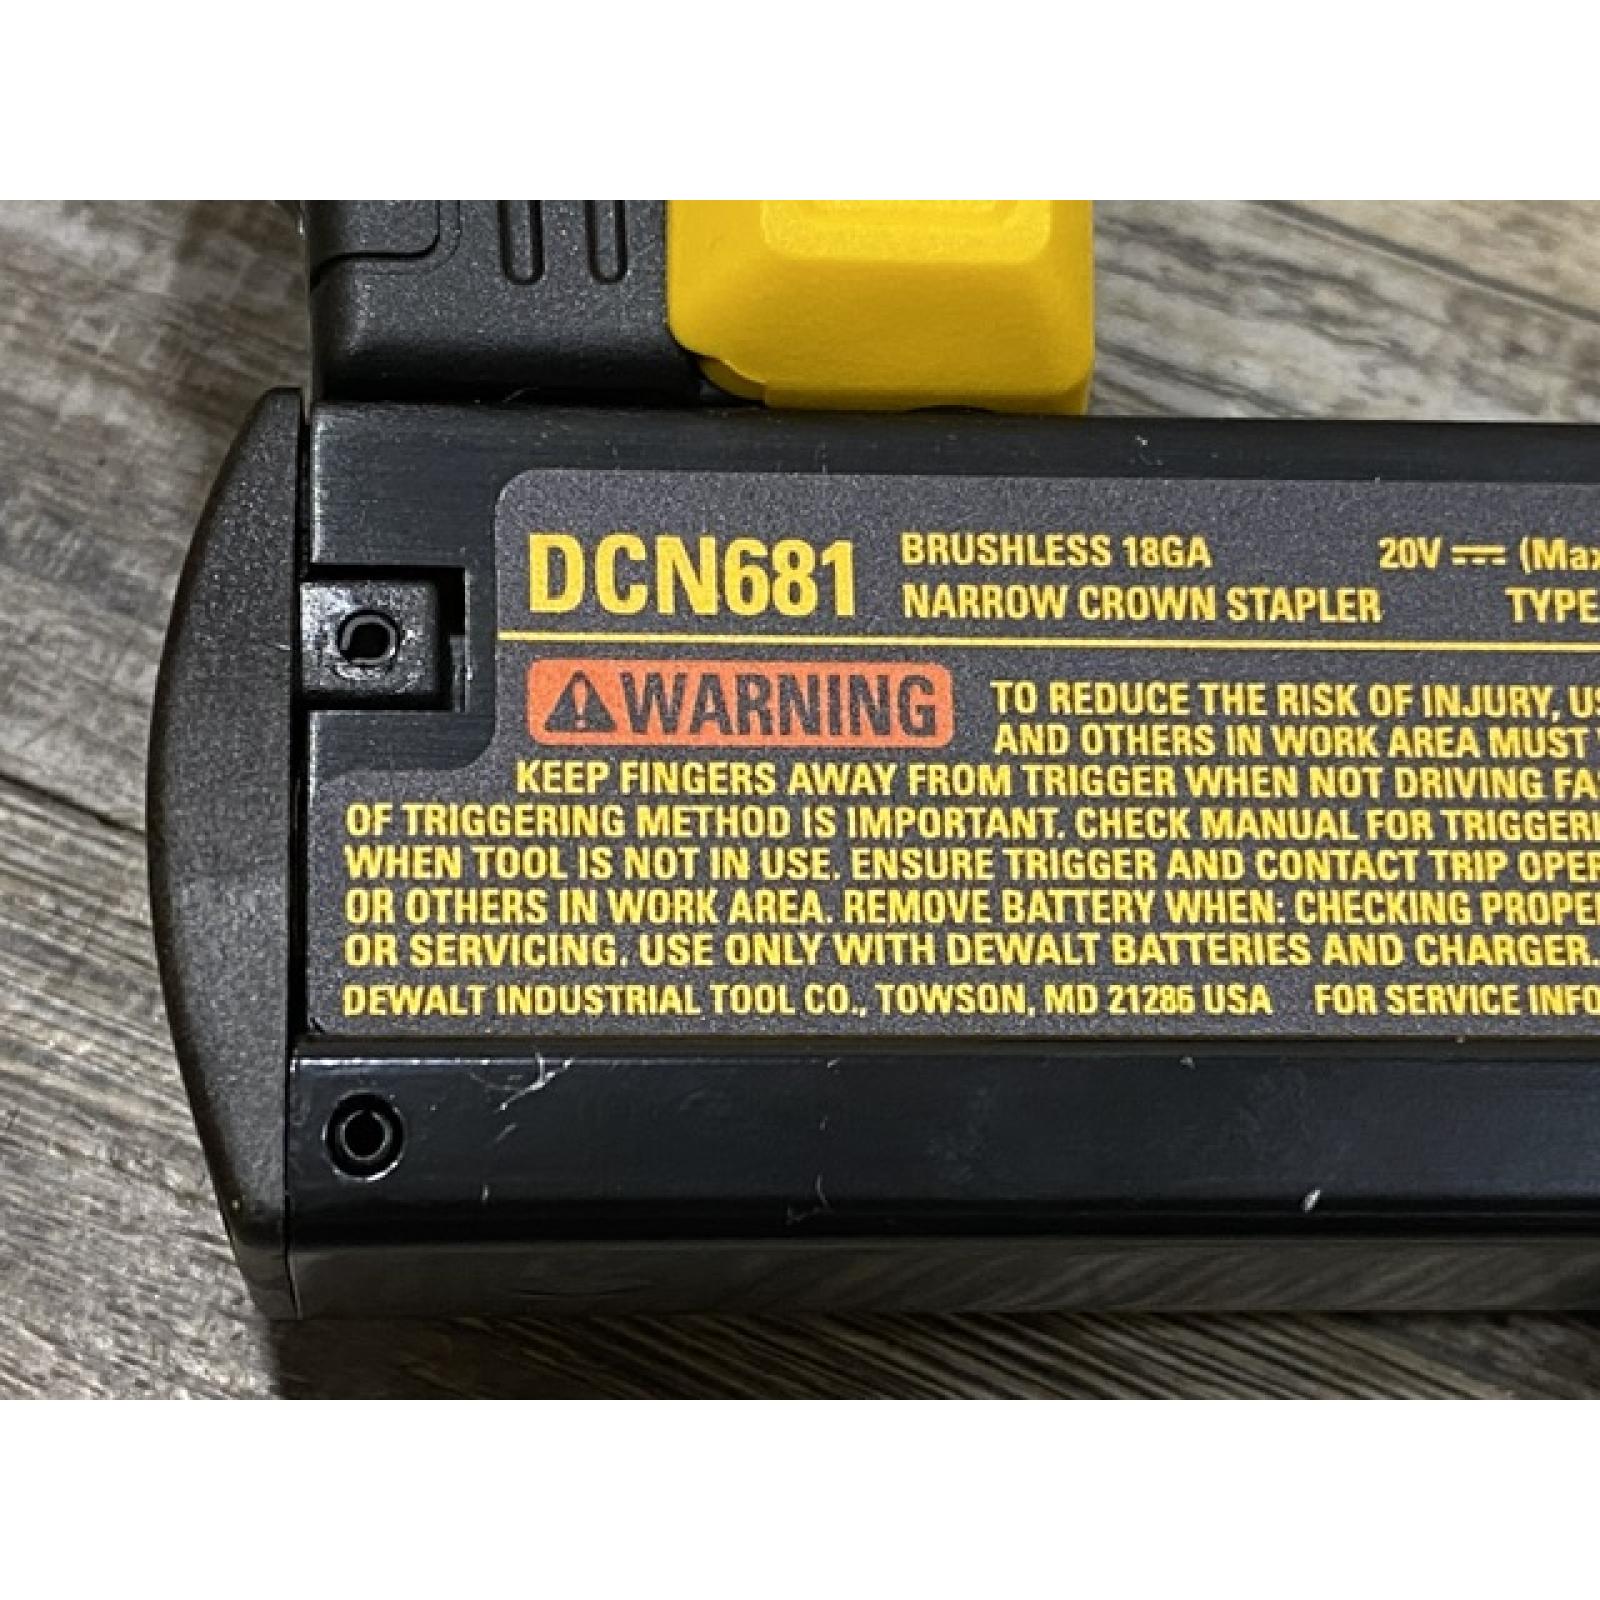 DCN681
BRUSHLESS 18GA
NARROW CROWN STAPLER
20V (Max
TYPE
WARNING
TO REDUCE THE RISK OF INJURY,
AND OTHERS IN WORK AREA MUST
KEEP FINGERS AWAY FROM TRIGGER WHEN NOT DRIVING
OF TRIGGERING METHOD IS IMPORTANT. CHECK MANUAL FOR
WHEN TOOL IS NOT IN USE. ENSURE TRIGGER AND CONTACT TRIP
OR OTHERS IN WORK AREA. REMOVE BATTERY WHEN: CHECKING
OR SERVICING. USE ONLY WITH DEWALT BATTERIES AND CHARGER.
DEWALT INDUSTRIAL TOOL CO., TOWSON, MD 21286 USA FOR SERVICE INFO